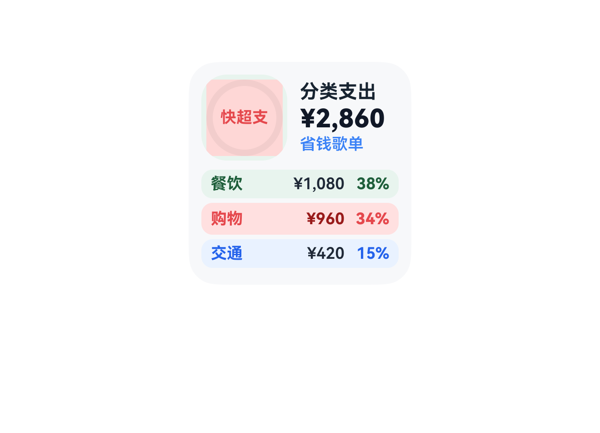 快超支
分类支出
¥2,860
省钱歌单
餐饮 ¥1,080 38%
购物 ¥960 34%
交通 ¥420 15%